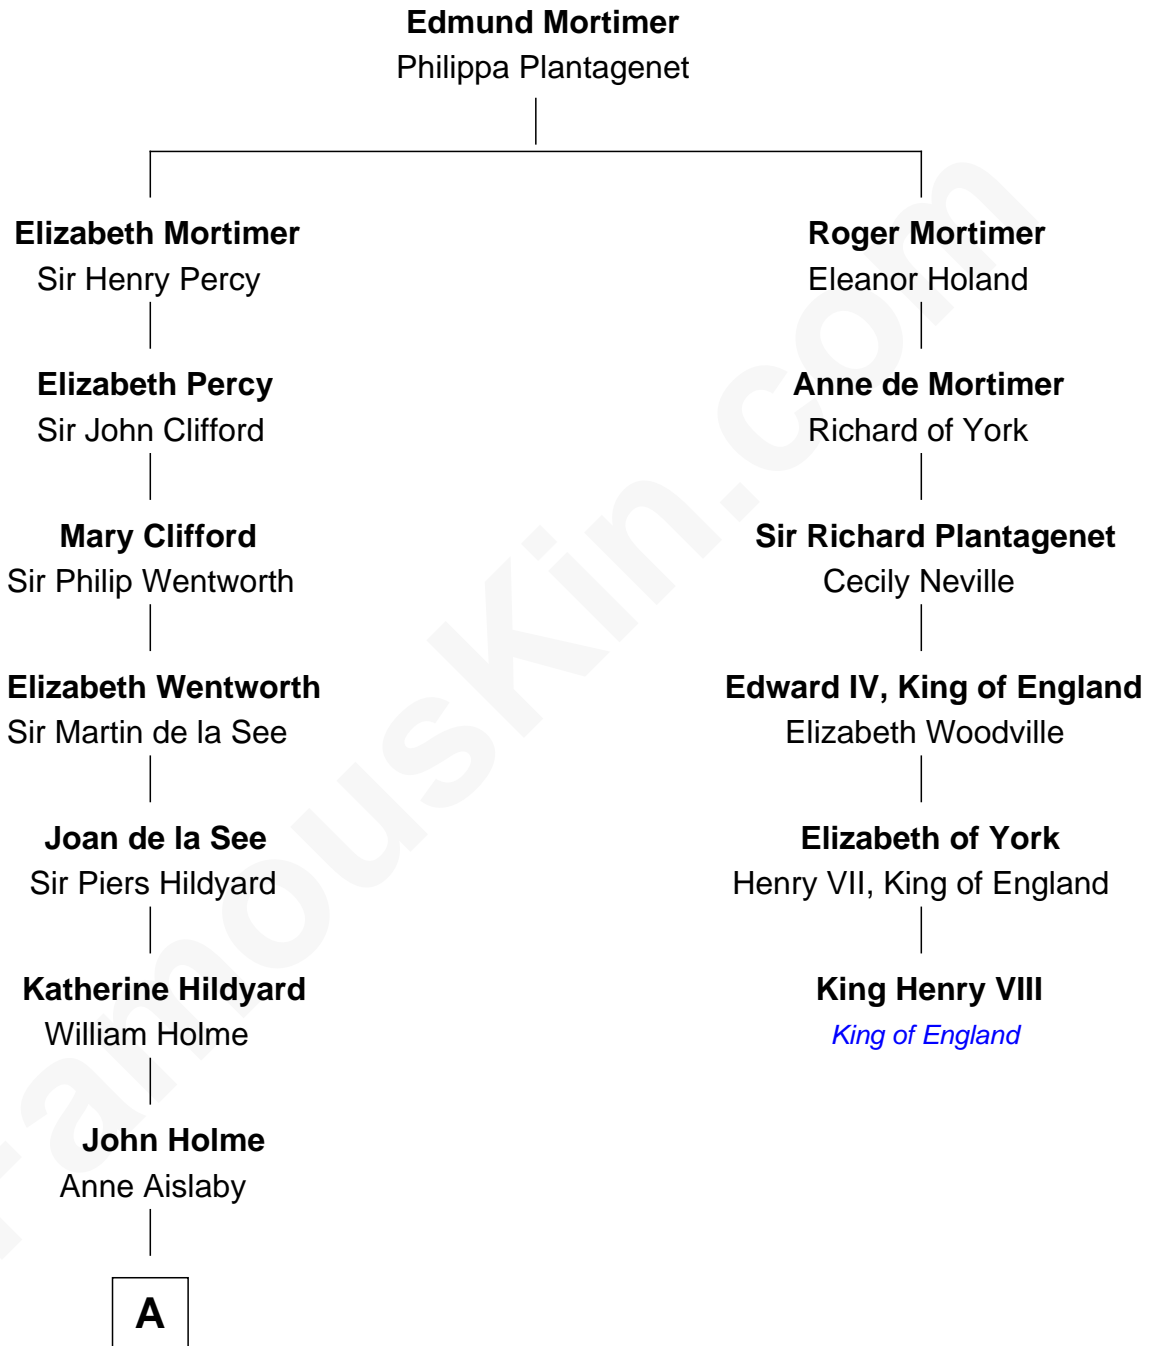 Edmund Mortimer
Philippa Plantagenet
Elizabeth Mortimer
Sir Henry Percy
Roger Mortimer
Eleanor Holand
Elizabeth Percy
Sir John Clifford
Anne de Mortimer
Richard of York
Mary Clifford
Sir Philip Wentworth
Sir Richard Plantagenet
Cecily Neville
Elizabeth Wentworth
Sir Martin de la See
Edward IV, King of England
Elizabeth Woodville
Joan de la See
Sir Piers Hildyard
Elizabeth of York
Henry VII, King of England
Katherine Hildyard
William Holme
King Henry VIII
King of England
John Holme
Anne Aislaby
A
FamousKin.com